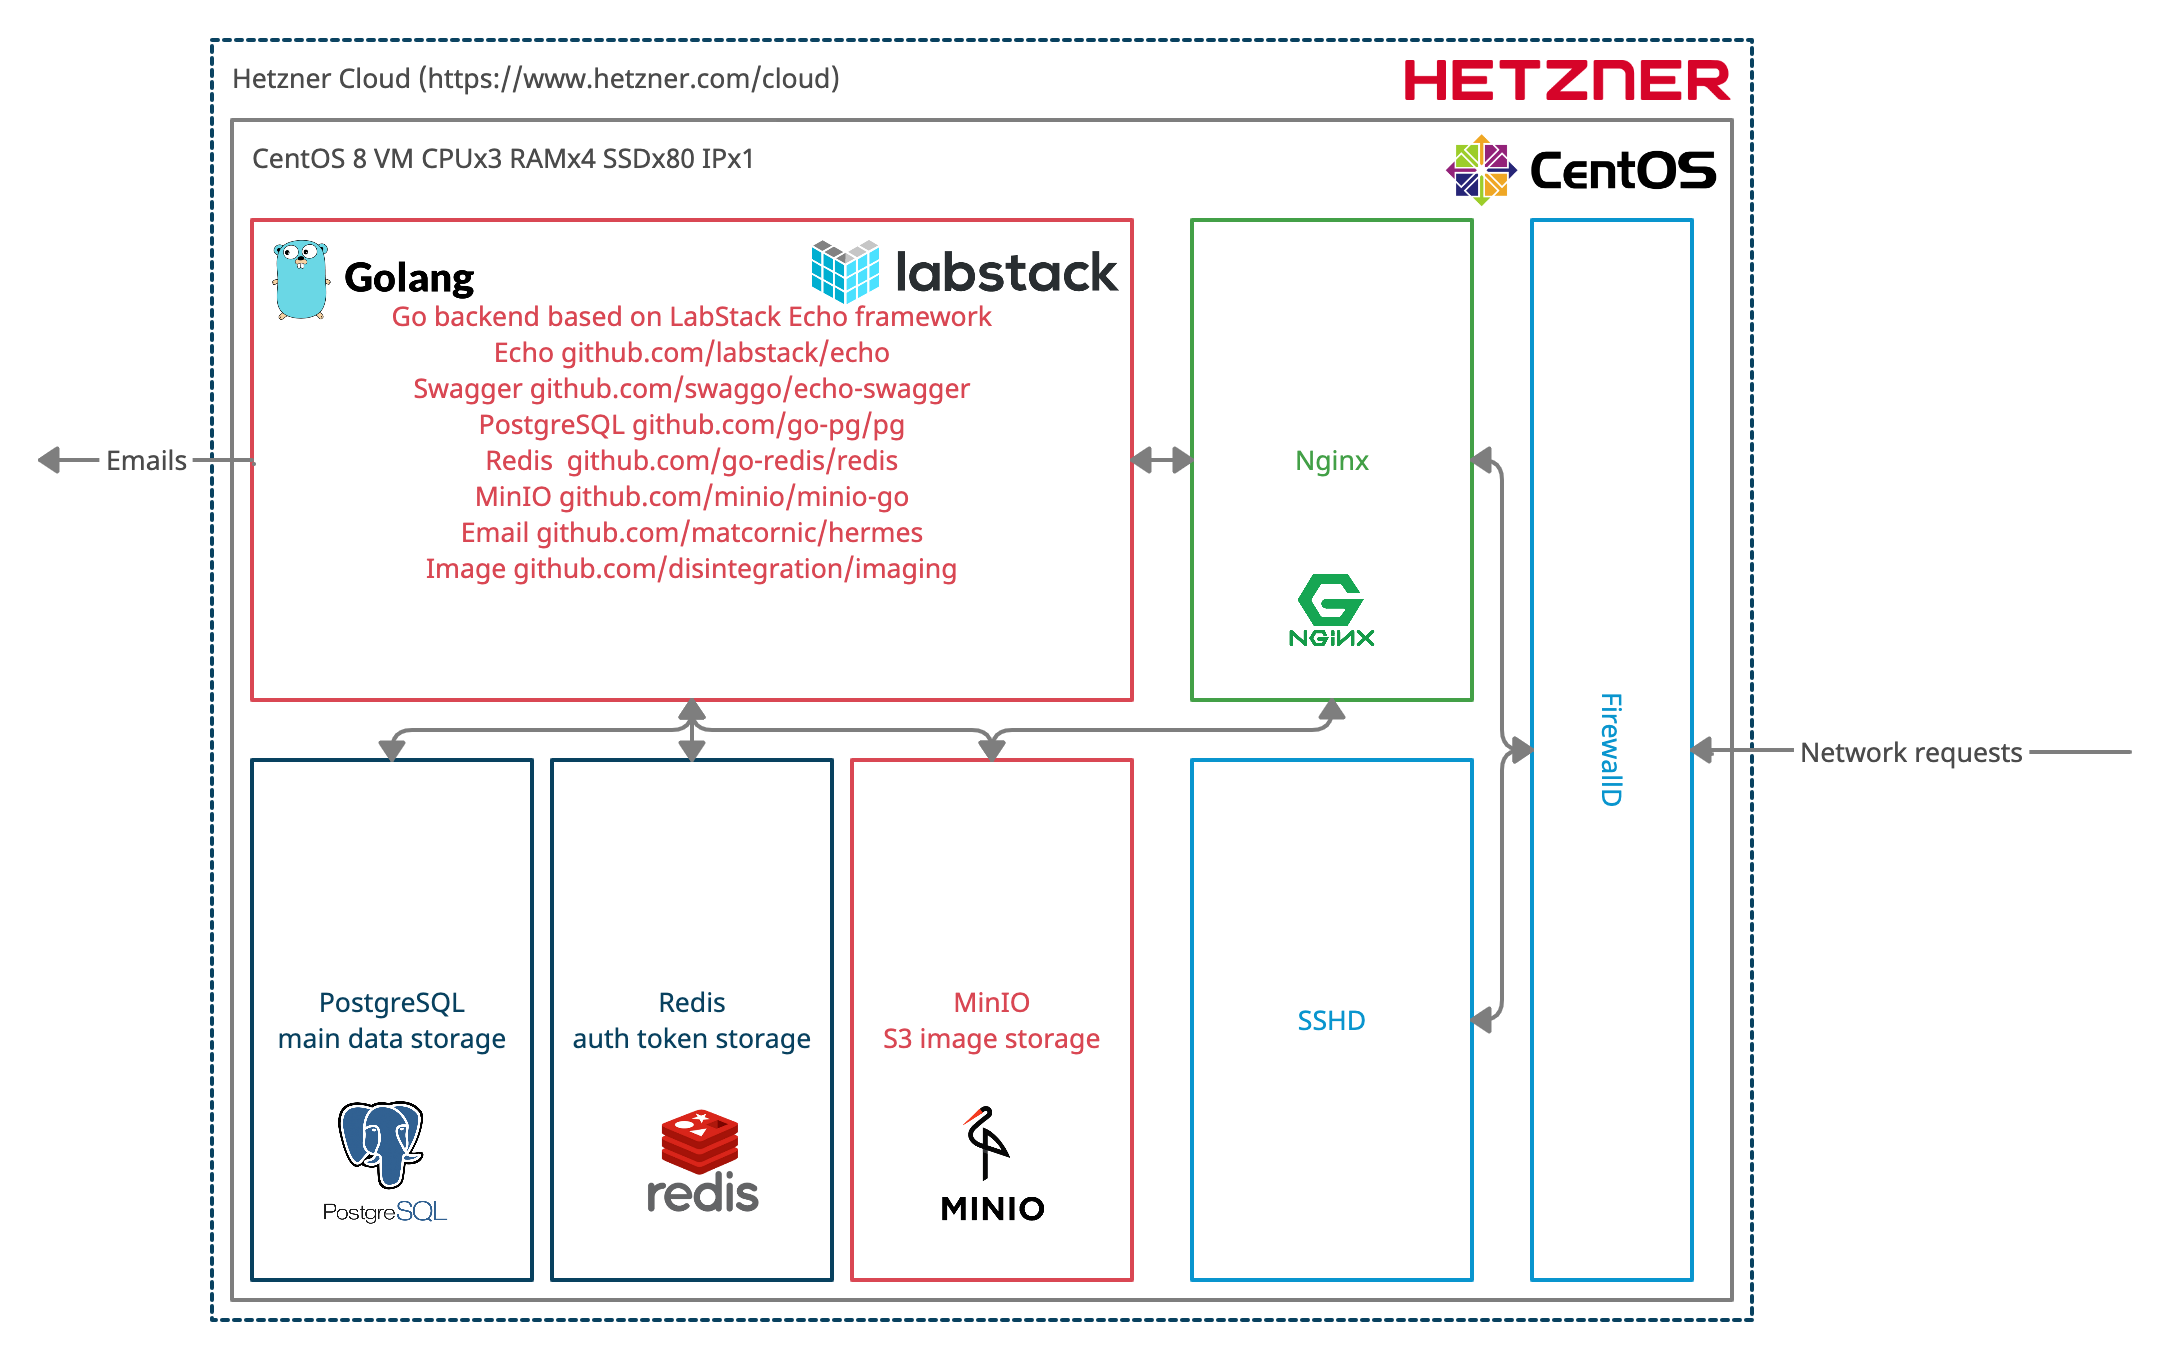 Hetzner Cloud (https://www.hetzner.com/cloud)
HETZNER
CentOS 8 VM CPUx3 RAMx4 SSDx80 IPx1
CentOS
Golang
labstack
Go backend based on LabStack Echo framework
Echo github.com/labstack/echo
Swagger github.com/swaggo/echo-swagger
PostgreSQL github.com/go-pg/pg
Redis  github.com/go-redis/redis
MinIO github.com/minio/minio-go
Email github.com/matcornic/hermes
Image github.com/disintegration/imaging
Emails
Nginx
NGiNX
FirewallD
Network requests
PostgreSQL
main data storage
PostgreSQL
Redis
auth token storage
redis
MinIO
S3 image storage
MINIO
SSHD